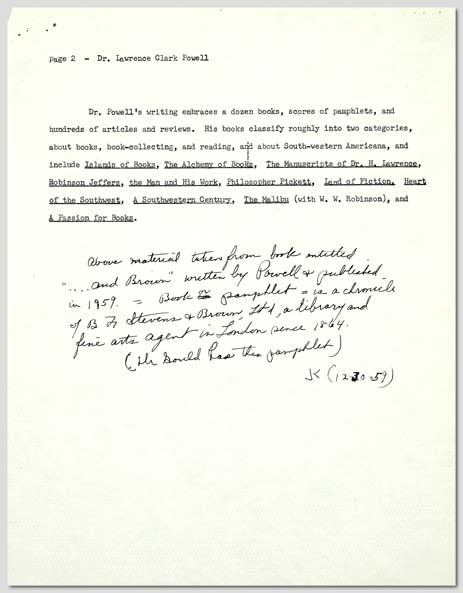 Page 2 - Dr. Lawrence Clark Powell
Dr. Powell's writing embraces a dozen books, scores of pamphlets, and
hundreds of articles and reviews. His books classify roughly into two categories,
about books, book-collecting, and reading, and about South-western Americana, and
include Islands of Books, The Alchemy of Books, The Manuscripts of Dr. H. Lawrence,
Robinson Jeffers, the Man and His Work, Philosopher Pickett, Land of Fiction, Heart
of the Southwest, A Southwestern Century, The Malibu (with W. W. Robinson), and
A Passion for Books.
Above material taken from book entitled
"....and Brown" written by Powell & published
in 1959. = Book or pamphlet = is a chronicle
of B F Stevens & Brown, Ltd, a library and
fine arts agent in London since 1864.
(Mr Gould has this pamphlet)
JK (12-30-59)